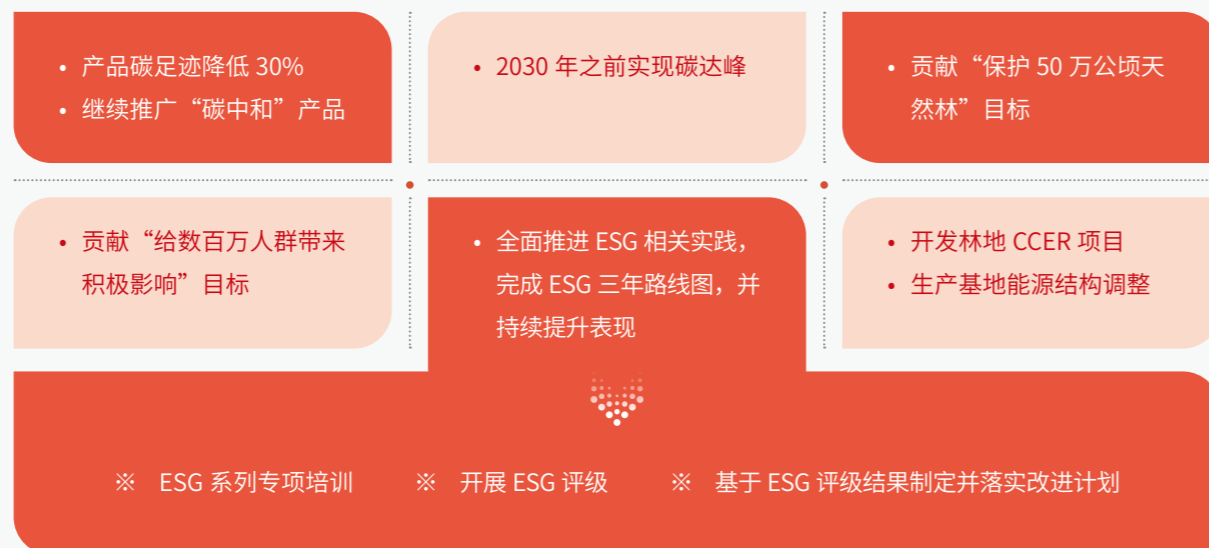 • 产品碳足迹降低 30%
• 继续推广“碳中和”产品
• 2030 年之前实现碳达峰
• 贡献“保护 50 万公顷天
然林”目标
• 贡献“给数百万人群带来
积极影响”目标
• 全面推进 ESG 相关实践，
完成 ESG 三年路线图，并
持续提升表现
• 开发林地 CCER 项目
• 生产基地能源结构调整
※ ESG 系列专项培训
※ 开展 ESG 评级
※ 基于 ESG 评级结果制定并落实改进计划